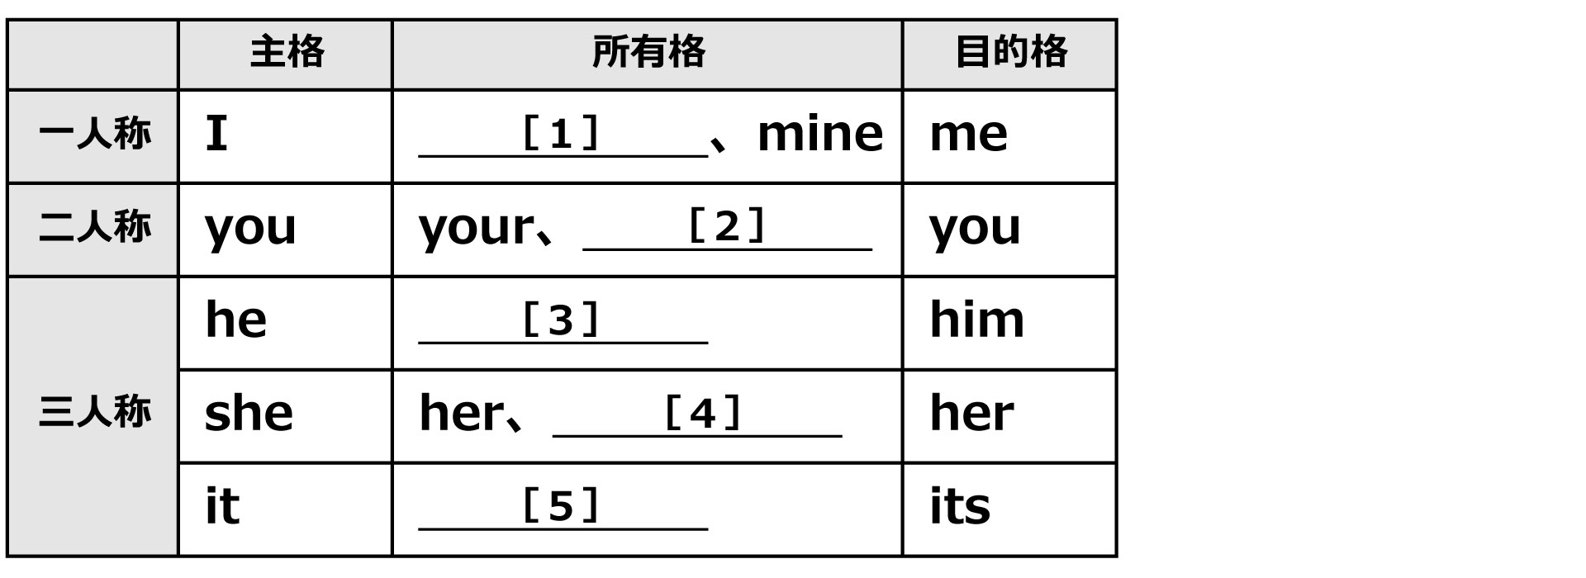 主格 所有格 目的格
一人称 I [1]、mine me
二人称 you your、[2] you
he [3] him
三人称 she her、[4] her
it [5] its